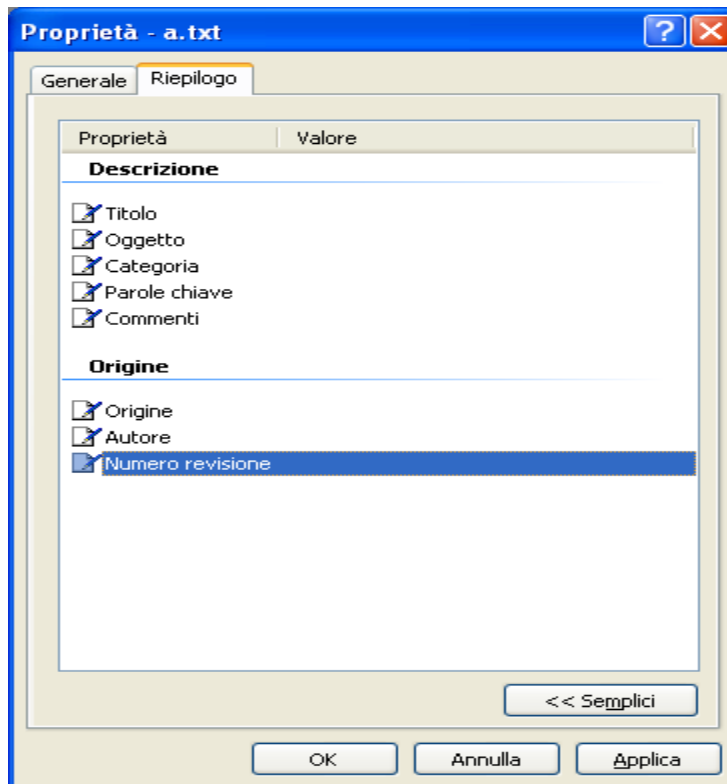 Proprietà - a.txt
Generale Riepilogo
Proprietà Valore
Descrizione
Titolo
Oggetto
Categoria
Parole chiave
Commenti
Origine
Origine
Autore
Numero revisione
<< Semplici
OK Annulla Applica